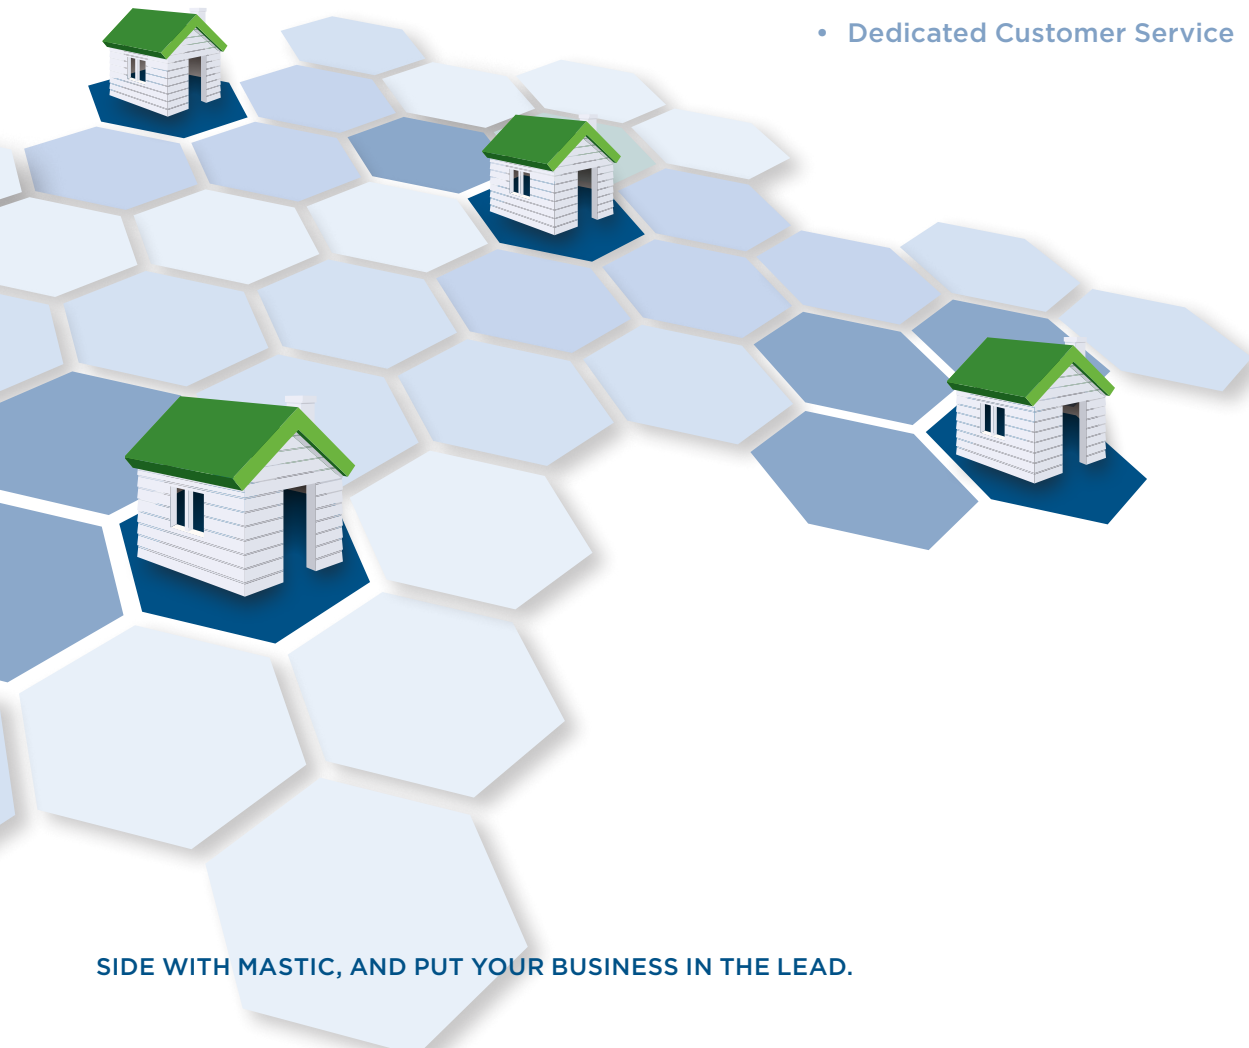 • Dedicated Customer Service
SIDE WITH MASTIC, AND PUT YOUR BUSINESS IN THE LEAD.